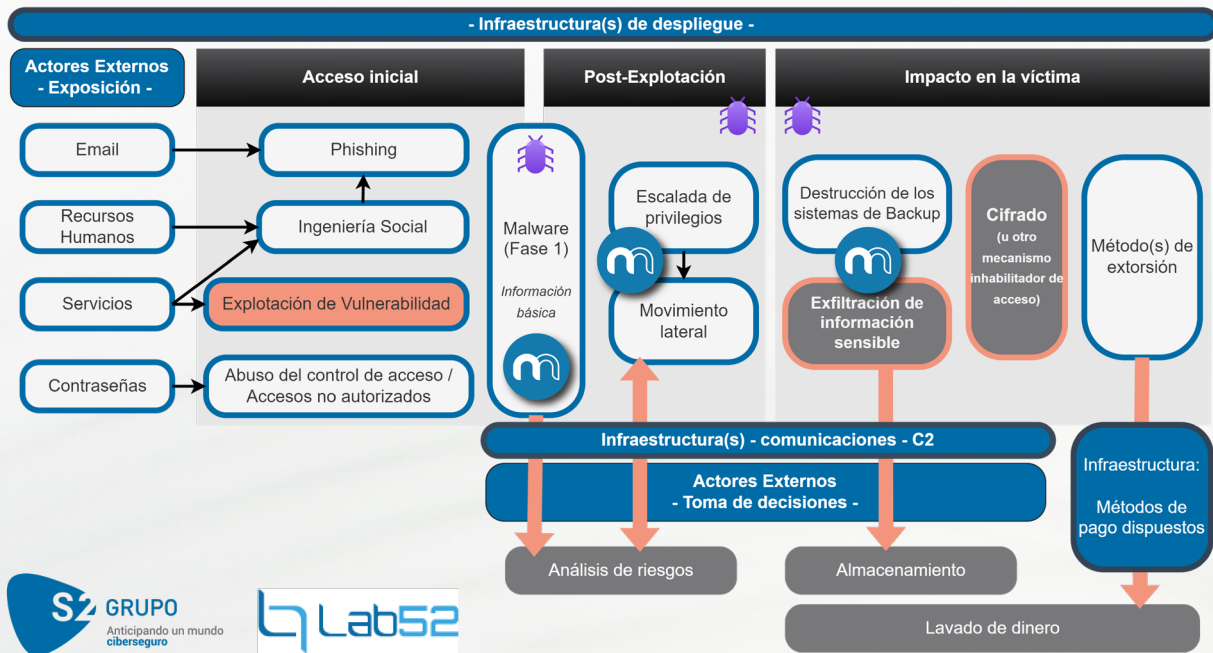 - Infraestructura(s) de despliegue -
Actores Externos
- Exposición -
Acceso inicial
Post-Explotación
Impacto en la víctima
Email
Phishing
Recursos
Humanos
Ingeniería Social
Servicios
Explotación de Vulnerabilidad
Contraseñas
Abuso del control de acceso /
Accesos no autorizados
Malware
(Fase 1)
Información
básica
Escalada de
privilegios
Movimiento
lateral
Destrucción de los
sistemas de Backup
Exfiltración de
información
sensible
Cifrado
(u otro
mecanismo
inhabilitador de
acceso)
Método(s) de
extorsión
Infraestructura(s) - comunicaciones - C2
Actores Externos
- Toma de decisiones -
Infraestructura:
Métodos de
pago dispuestos
Análisis de riesgos
Almacenamiento
Lavado de dinero
S2 GRUPO
Anticipando un mundo
ciberseguro
Lab52